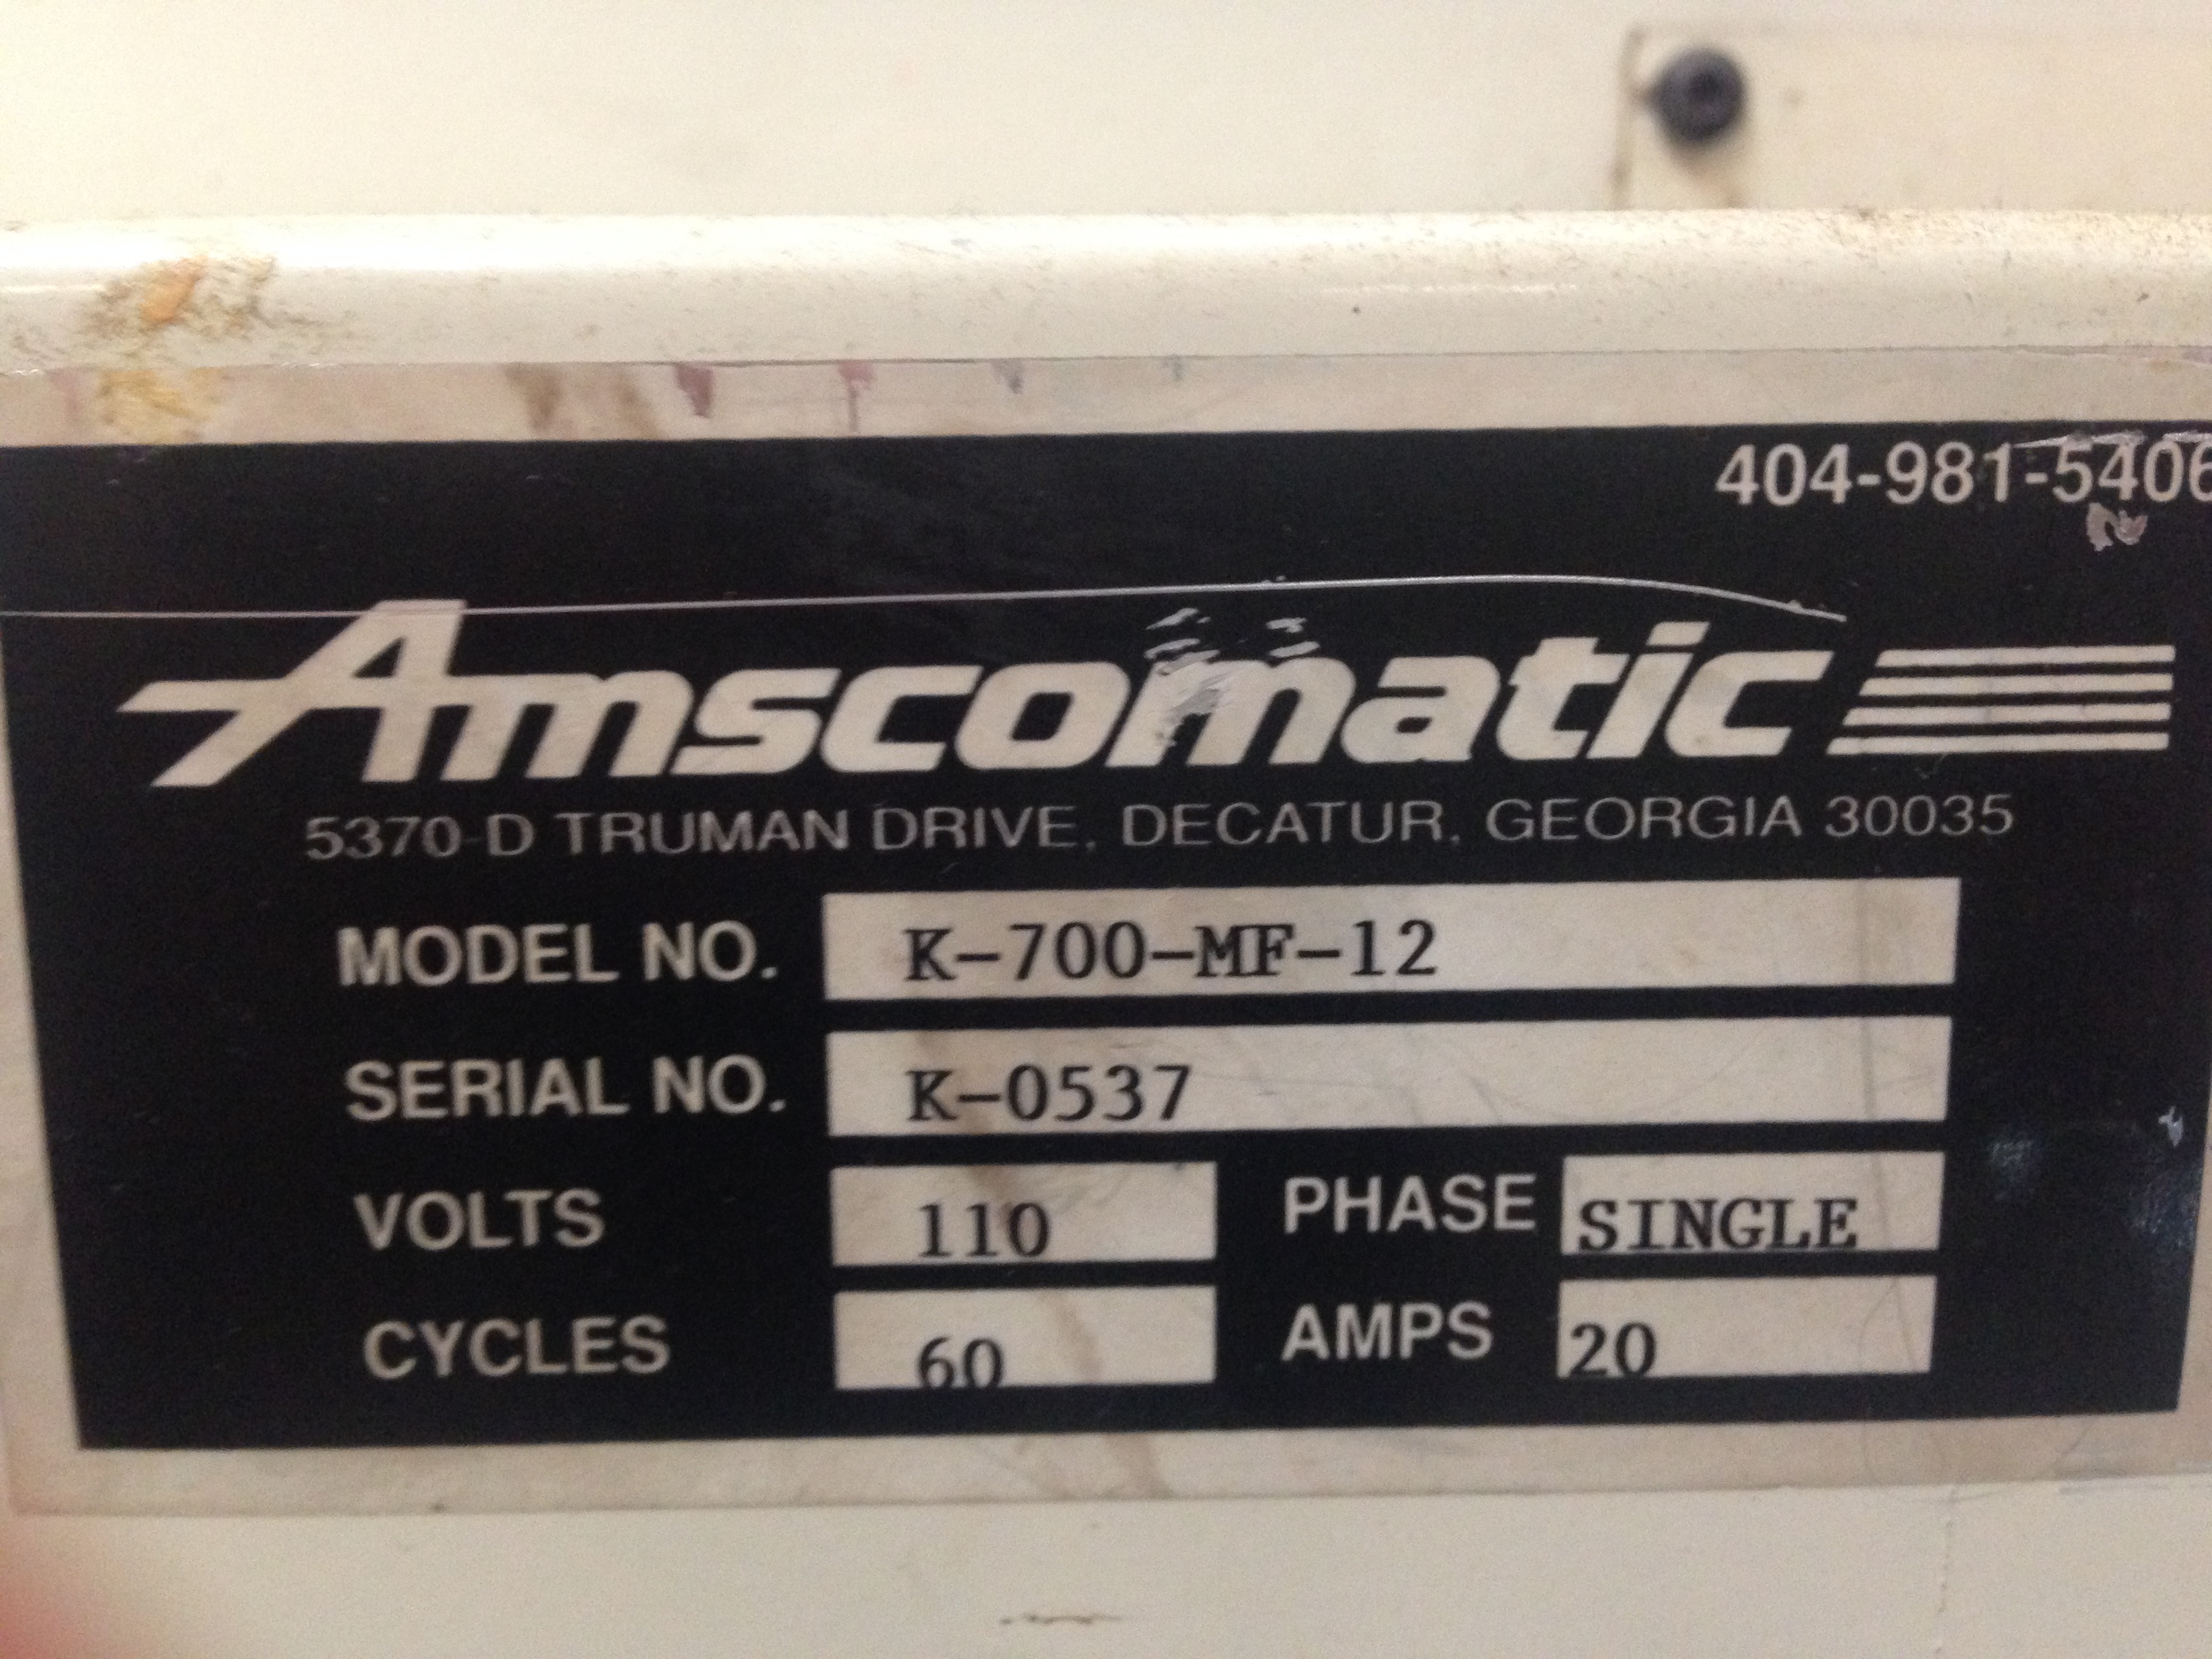 404-981-5406
Amscomatic
5370-D TRUMAN DRIVE, DECATUR, GEORGIA 30035
MODEL NO. K-700-MF-12
SERIAL NO. K-0537
VOLTS 110 PHASE SINGLE
CYCLES 60 AMPS 20